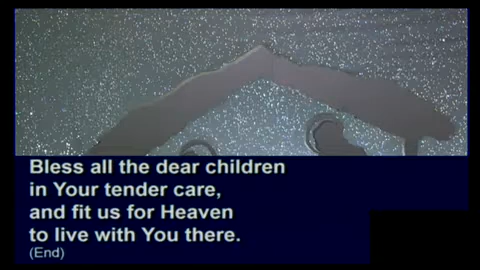 Bless all the dear children
in Your tender care,
and fit us for Heaven
to live with You there.
(End)